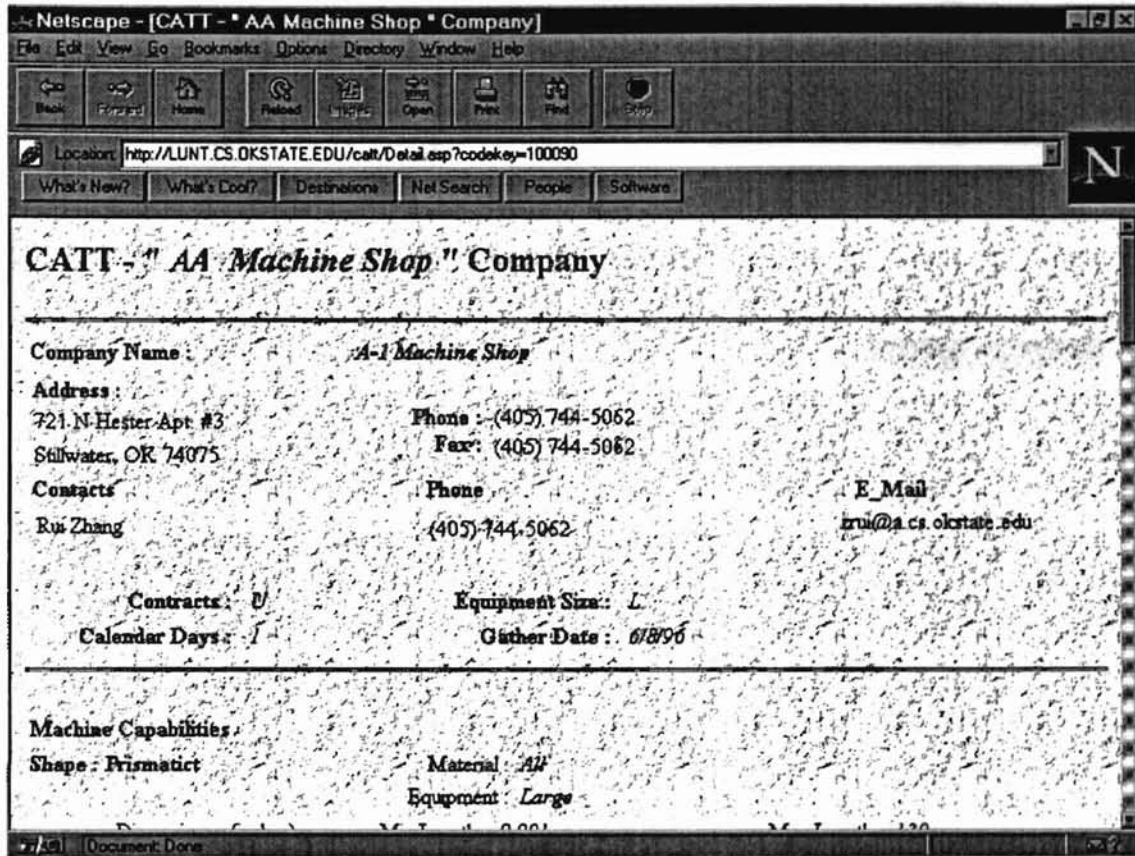 Netscape - [CATT - " AA Machine Shop " Company]
File Edit View Go Bookmarks Options Directory Window Help
Back Forward Home Reload Images Open Print Find Stop
Location: http://LUNT.CS.OKSTATE.EDU/catt/Detail.asp?codekey=100090
What's New? What's Cool? Destinations Net Search People Software
N
CATT - " AA Machine Shop " Company
Company Name : A-1 Machine Shop
Address :
721 N Hester Apt #3 Phone : (405) 744-5062
Stillwater, OK 74075 Fax : (405) 744-5062
Contacts Phone E_Mail
Rui Zhang (405)-744-5062 zrui@a.cs.okstate.edu
Contracts : U Equipment Size : L
Calendar Days : 1 Gather Date : 6/8/96
Machine Capabilities
Shape : Prismatict Material : All
Equipment : Large
Document: Done